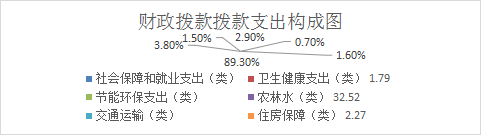 财政拨款拨款支出构成图
3.80%
1.50%
2.90%
0.70%
1.60%
89.30%
社会保障和就业支出（类）
卫生健康支出（类） 1.79
节能环保支出（类）
农林水（类） 32.52
交通运输（类）
住房保障（类） 2.27